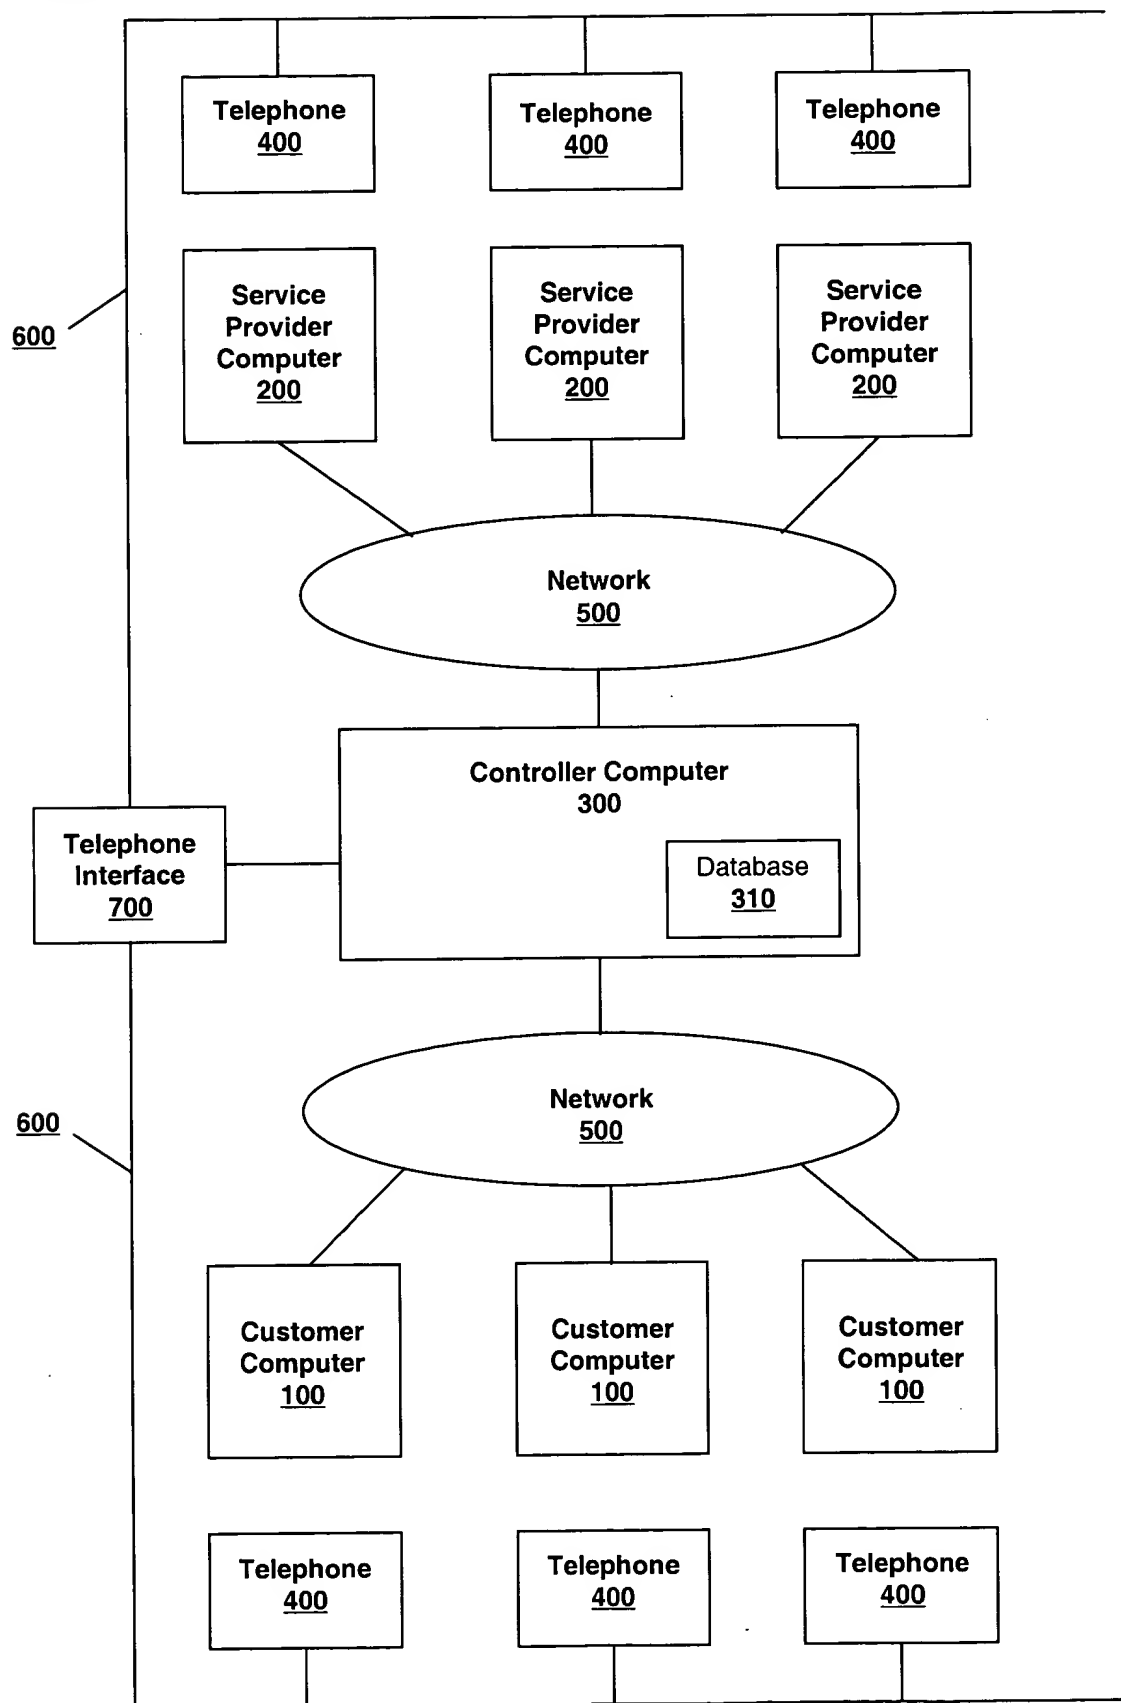 Telephone
400
Telephone
400
Telephone
400
Service
Provider
Computer
200
Service
Provider
Computer
200
Service
Provider
Computer
200
600
Network
500
Controller Computer
300
Telephone
Interface
700
Database
310
Network
500
600
Customer
Computer
100
Customer
Computer
100
Customer
Computer
100
Telephone
400
Telephone
400
Telephone
400